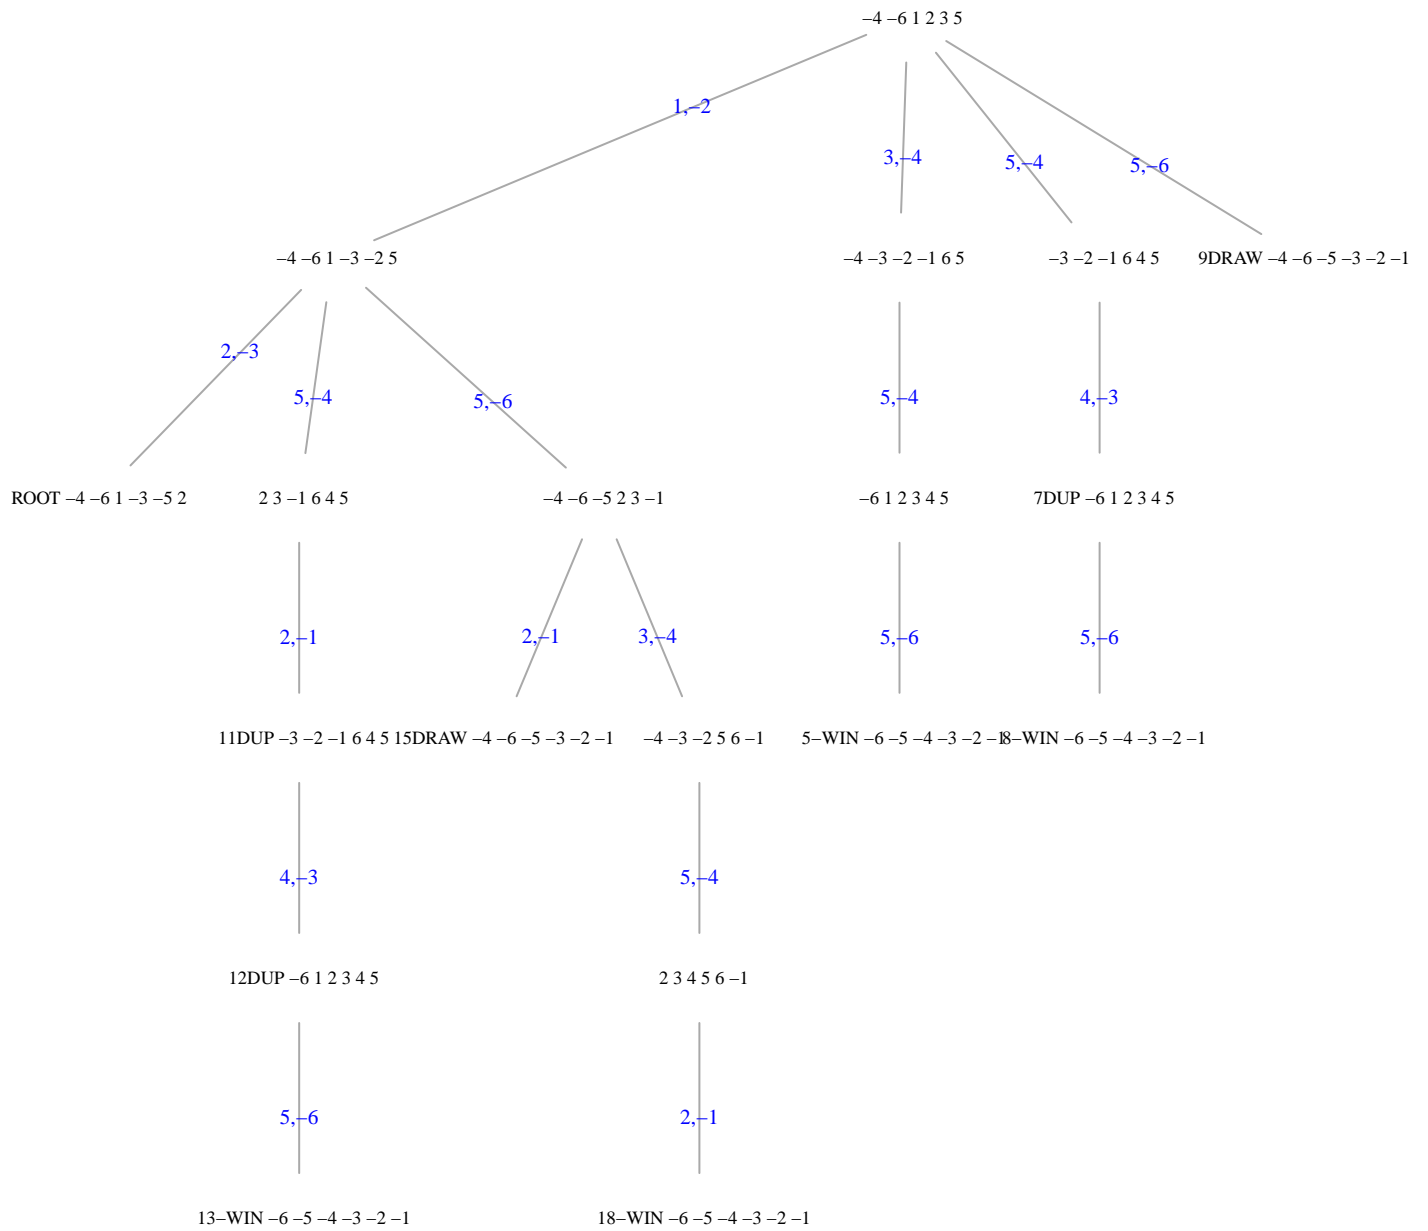 −4 −6 1 2 3 5
1,−2
3,−4
5,−4
5,−6
−4 −6 1 −3 −2 5
−4 −3 −2 −1 6 5
−3 −2 −1 6 4 5
9DRAW −4 −6 −5 −3 −2 −1
2,−3
5,−4
5,−6
5,−4
4,−3
ROOT −4 −6 1 −3 −5 2
2 3 −1 6 4 5
−4 −6 −5 2 3 −1
−6 1 2 3 4 5
7DUP −6 1 2 3 4 5
2,−1
2,−1
3,−4
5,−6
5,−6
11DUP −3 −2 −1 6 4 5
15DRAW −4 −6 −5 −3 −2 −1
−4 −3 −2 5 6 −1
5−WIN −6 −5 −4 −3 −2 −1
8−WIN −6 −5 −4 −3 −2 −1
4,−3
5,−4
12DUP −6 1 2 3 4 5
2 3 4 5 6 −1
5,−6
2,−1
13−WIN −6 −5 −4 −3 −2 −1
18−WIN −6 −5 −4 −3 −2 −1